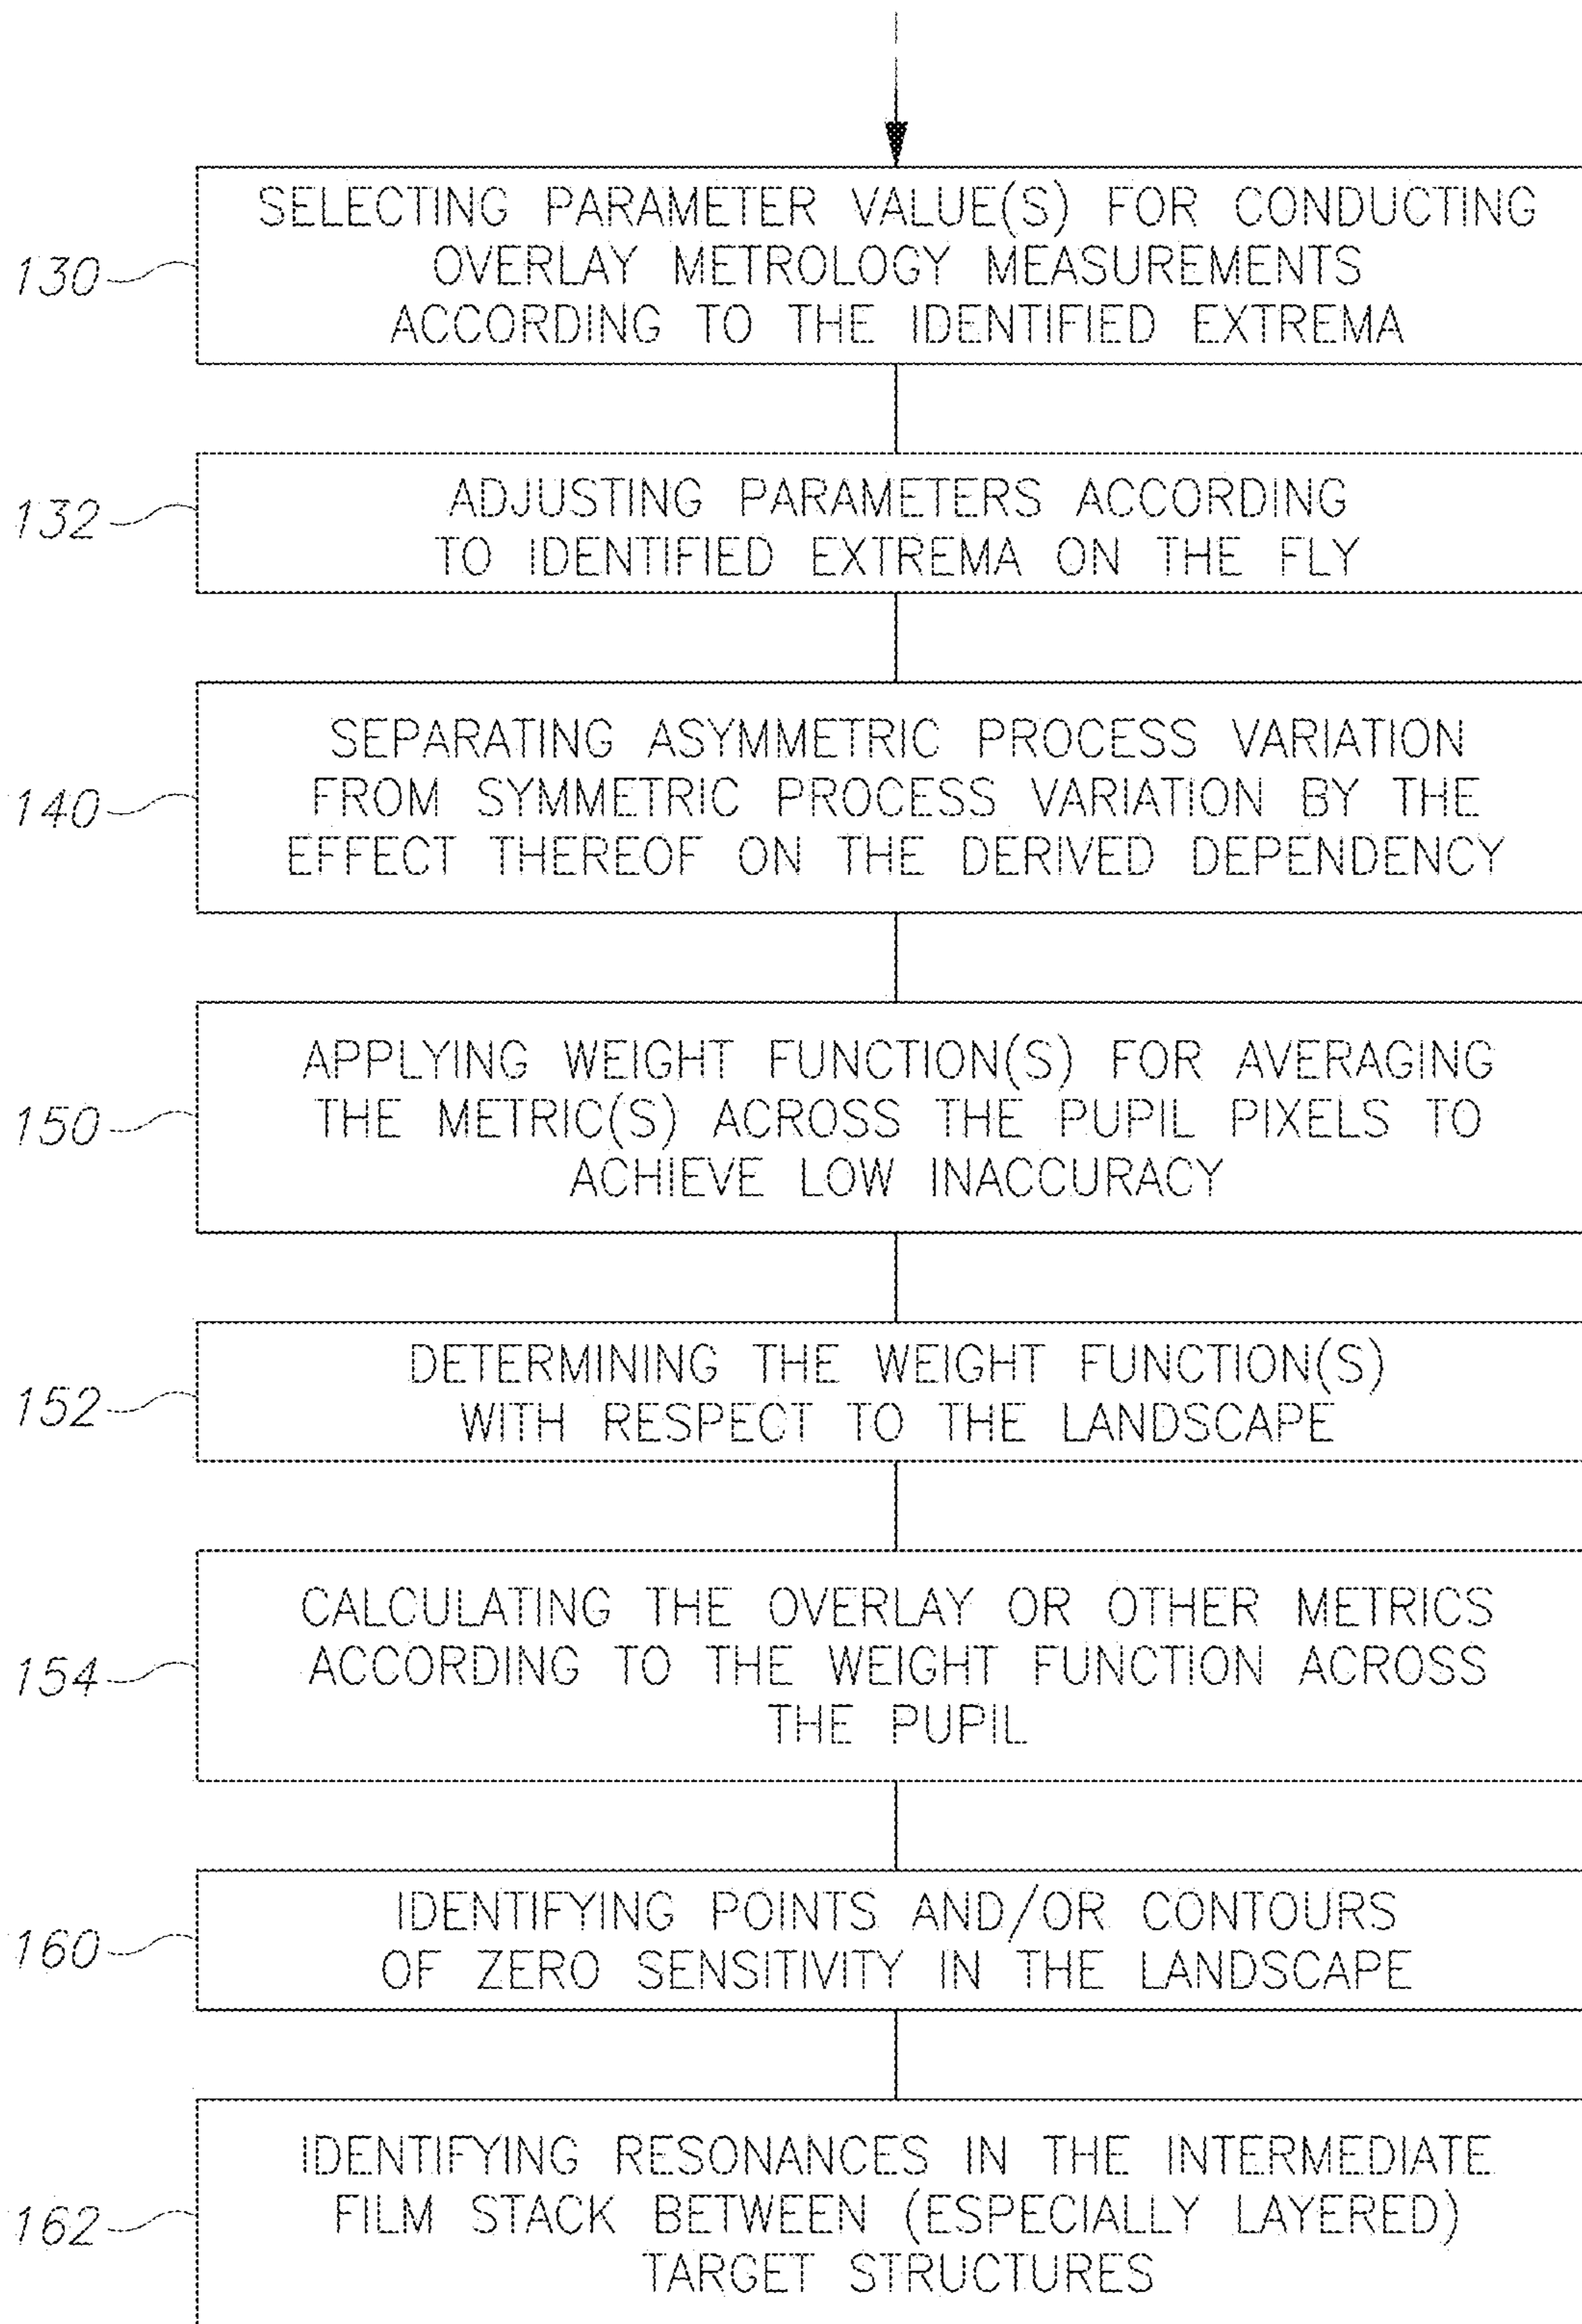 SELECTING PARAMETER VALUE(S) FOR CONDUCTING
OVERLAY METROLOGY MEASUREMENTS
ACCORDING TO THE IDENTIFIED EXTREMA
130
ADJUSTING PARAMETERS ACCORDING
TO IDENTIFIED EXTREMA ON THE FLY
132
SEPARATING ASYMMETRIC PROCESS VARIATION
FROM SYMMETRIC PROCESS VARIATION BY THE
EFFECT THEREOF ON THE DERIVED DEPENDENCY
140
APPLYING WEIGHT FUNCTION(S) FOR AVERAGING
THE METRIC(S) ACROSS THE PUPIL PIXELS TO
ACHIEVE LOW INACCURACY
150
DETERMINING THE WEIGHT FUNCTION(S)
WITH RESPECT TO THE LANDSCAPE
152
CALCULATING THE OVERLAY OR OTHER METRICS
ACCORDING TO THE WEIGHT FUNCTION ACROSS
THE PUPIL
154
IDENTIFYING POINTS AND/OR CONTOURS
OF ZERO SENSITIVITY IN THE LANDSCAPE
160
IDENTIFYING RESONANCES IN THE INTERMEDIATE
FILM STACK BETWEEN (ESPECIALLY LAYERED)
TARGET STRUCTURES
162